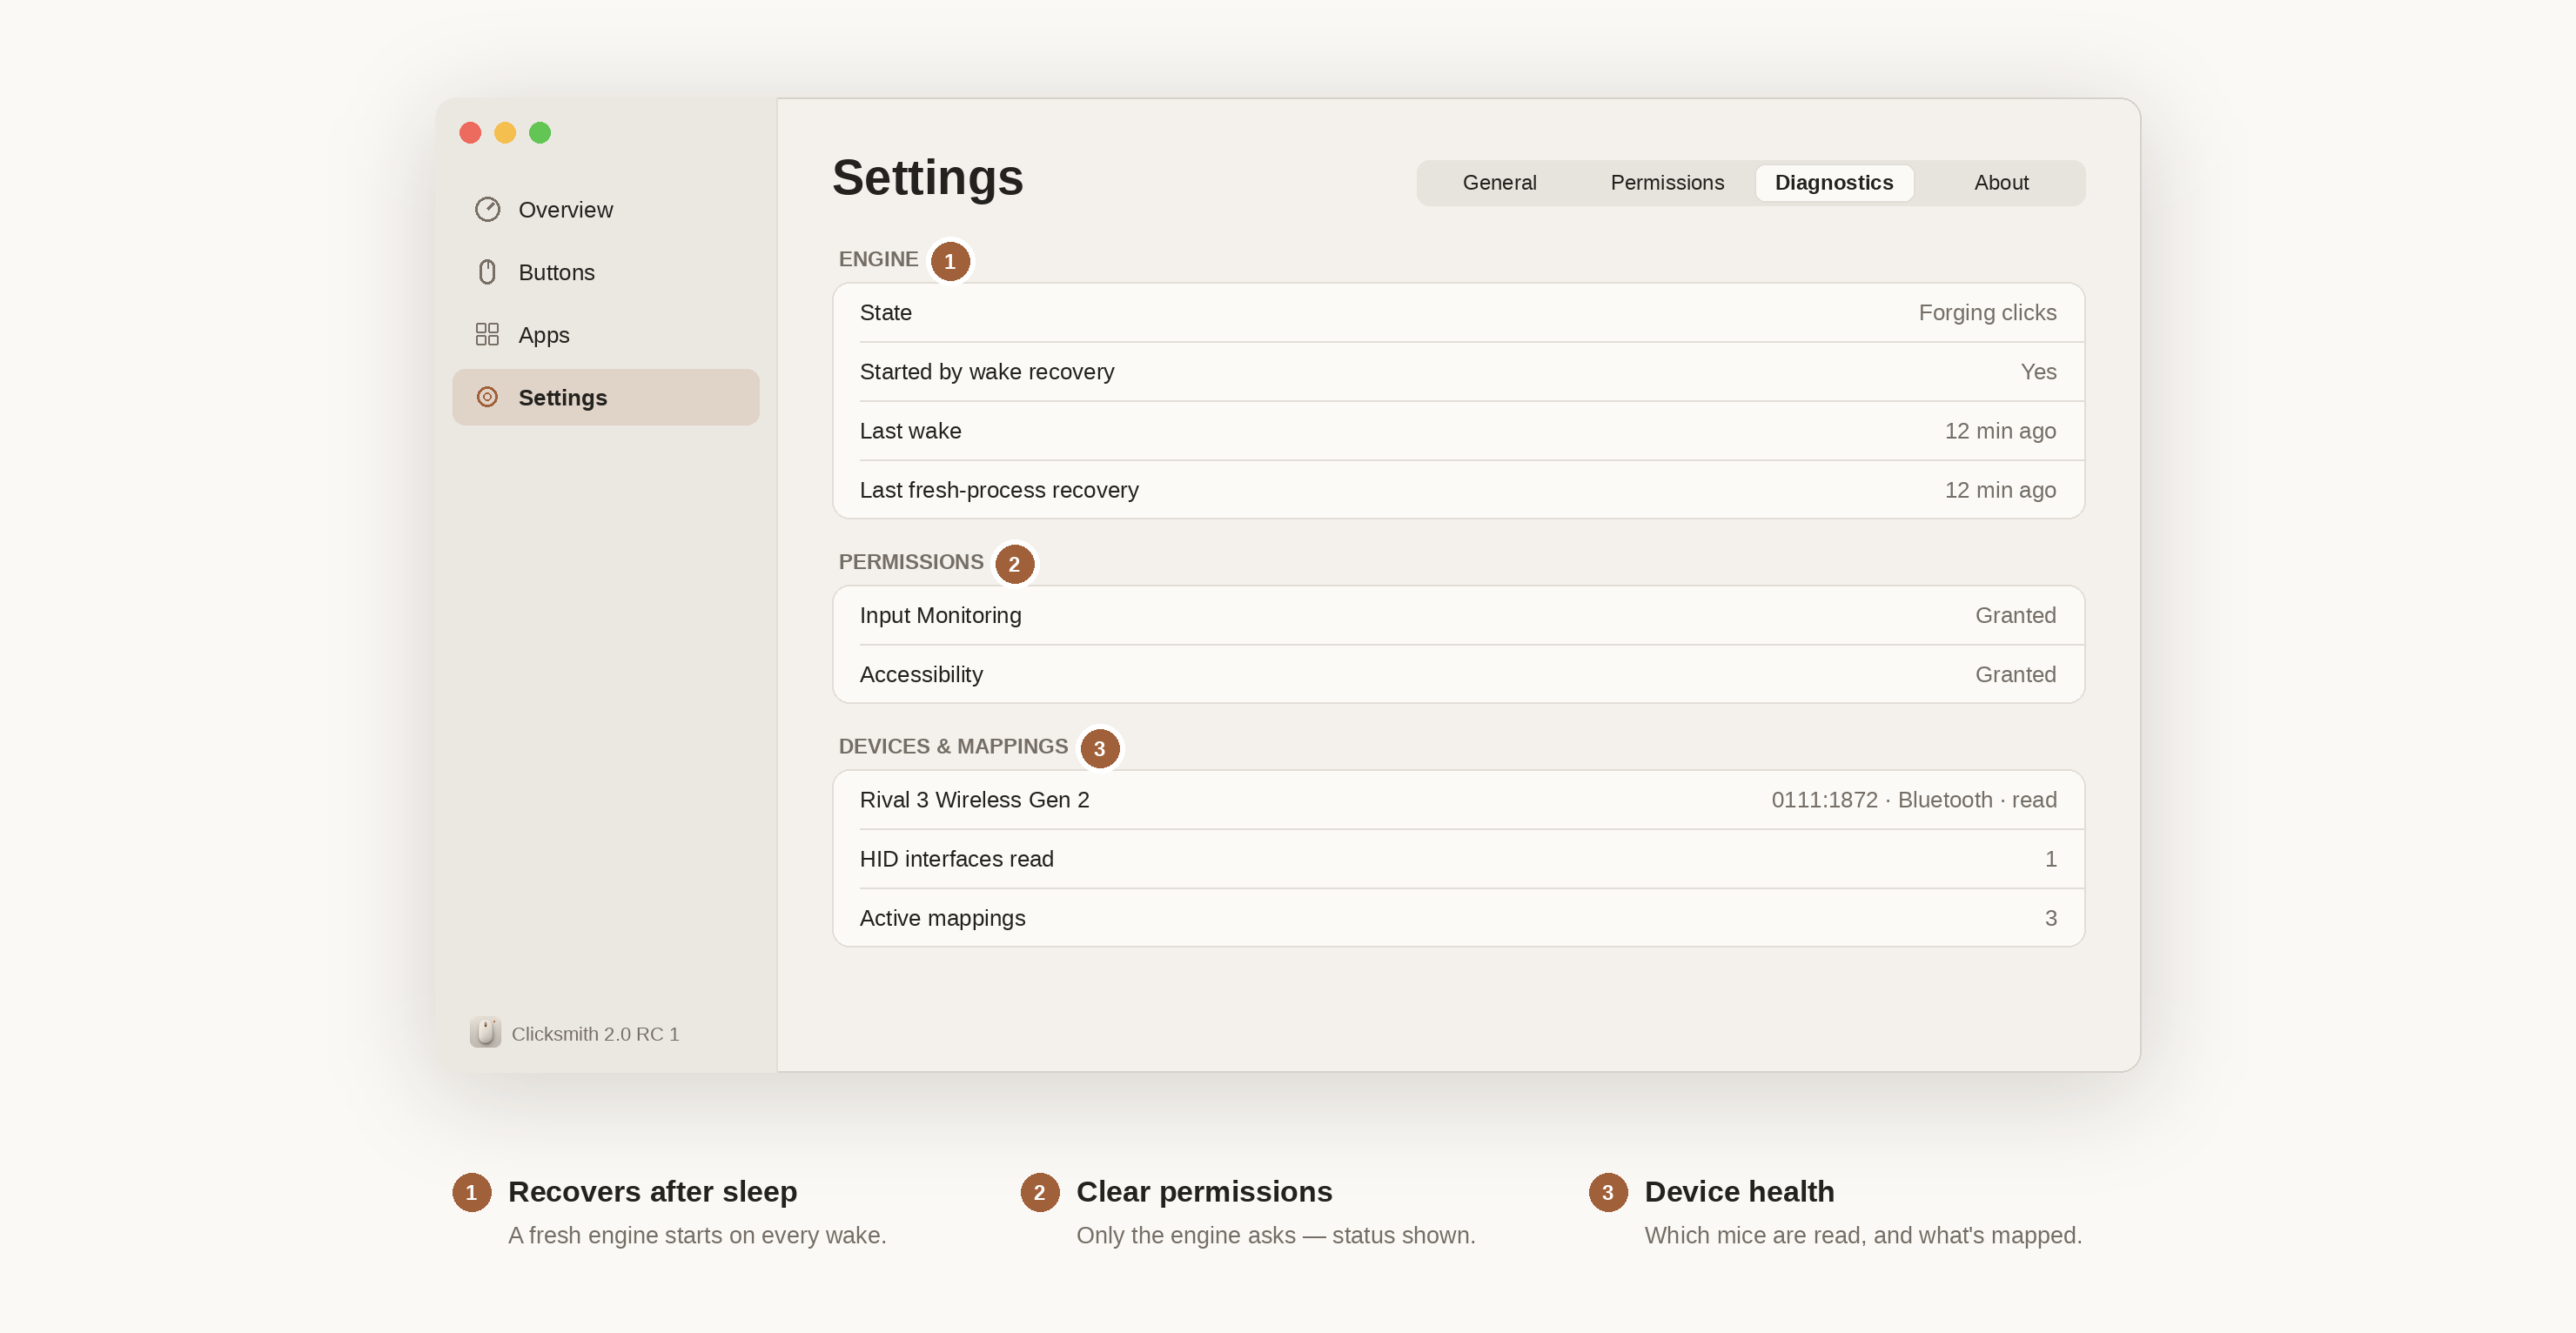 Overview
Buttons
Apps
Settings
Clicksmith 2.0 RC 1
Settings
General
Permissions
Diagnostics
About
ENGINE 1
State Forging clicks
Started by wake recovery Yes
Last wake 12 min ago
Last fresh-process recovery 12 min ago
PERMISSIONS 2
Input Monitoring Granted
Accessibility Granted
DEVICES & MAPPINGS 3
Rival 3 Wireless Gen 2 0111:1872 · Bluetooth · read
HID interfaces read 1
Active mappings 3
1 Recovers after sleep
A fresh engine starts on every wake.
2 Clear permissions
Only the engine asks — status shown.
3 Device health
Which mice are read, and what's mapped.